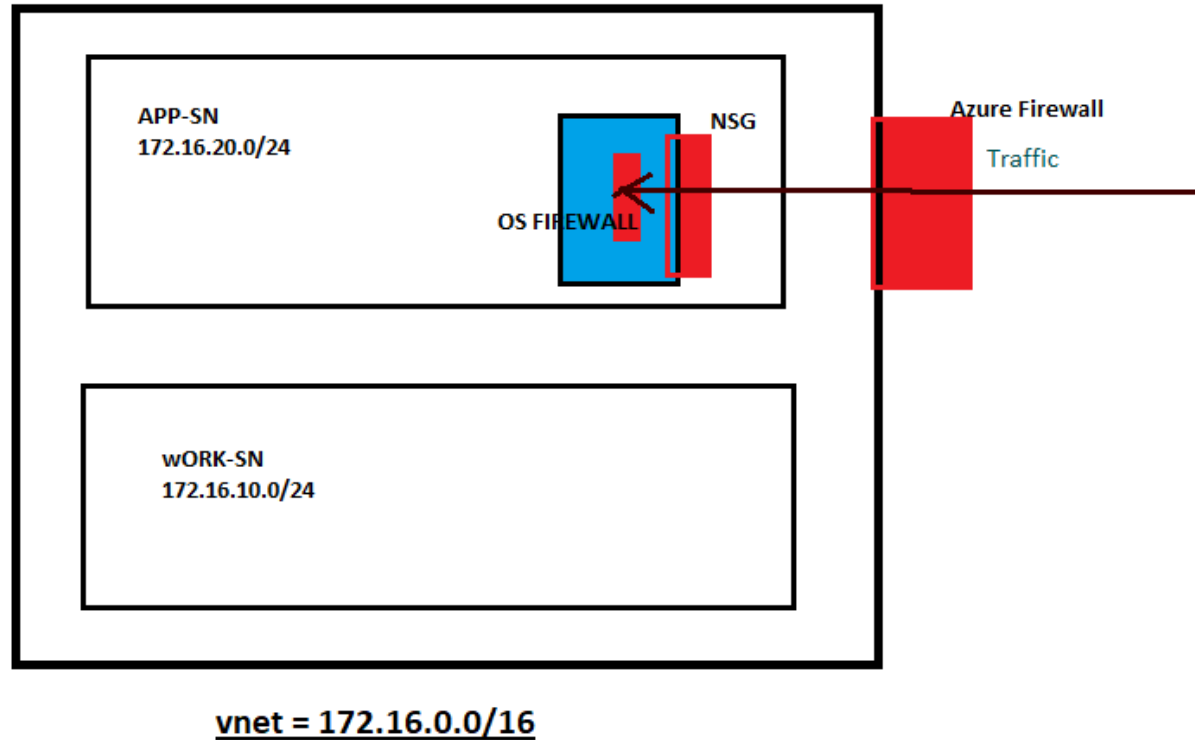 APP-SN
172.16.20.0/24
NSG
OS FIREWALL
Azure Firewall
Traffic
wORK-SN
172.16.10.0/24
vnet = 172.16.0.0/16